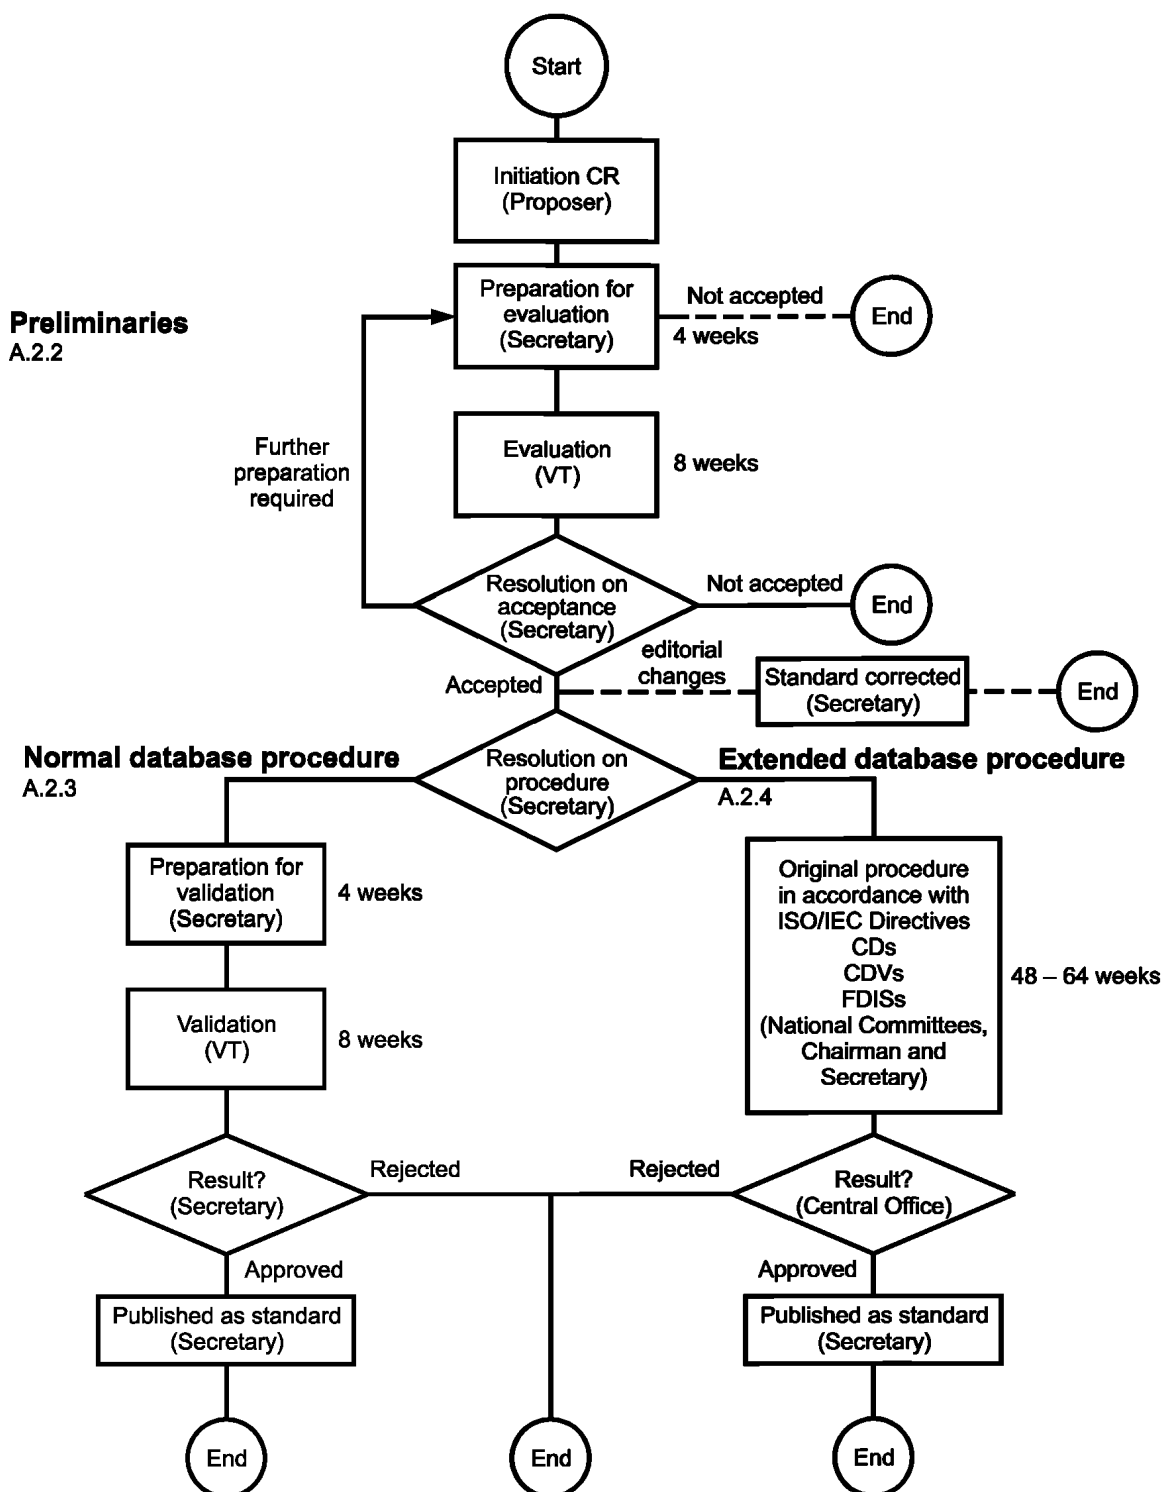 Start
Initiation CR
(Proposer)
Preparation for
evaluation
(Secretary)
Not accepted
4 weeks
End
Preliminaries
A.2.2
Further
preparation
required
Evaluation
(VT)
8 weeks
Resolution on
acceptance
(Secretary)
Not accepted
End
Accepted
editorial
changes
Standard corrected
(Secretary)
End
Normal database procedure
A.2.3
Resolution on
procedure
(Secretary)
Extended database procedure
A.2.4
Preparation for
validation
(Secretary)
4 weeks
Validation
(VT)
8 weeks
Original procedure
in accordance with
ISO/IEC Directives
CDs
CDVs
FDISs
(National Committees,
Chairman and
Secretary)
48 – 64 weeks
Result?
(Secretary)
Rejected
Rejected
Result?
(Central Office)
Approved
Published as standard
(Secretary)
Approved
Published as standard
(Secretary)
End
End
End